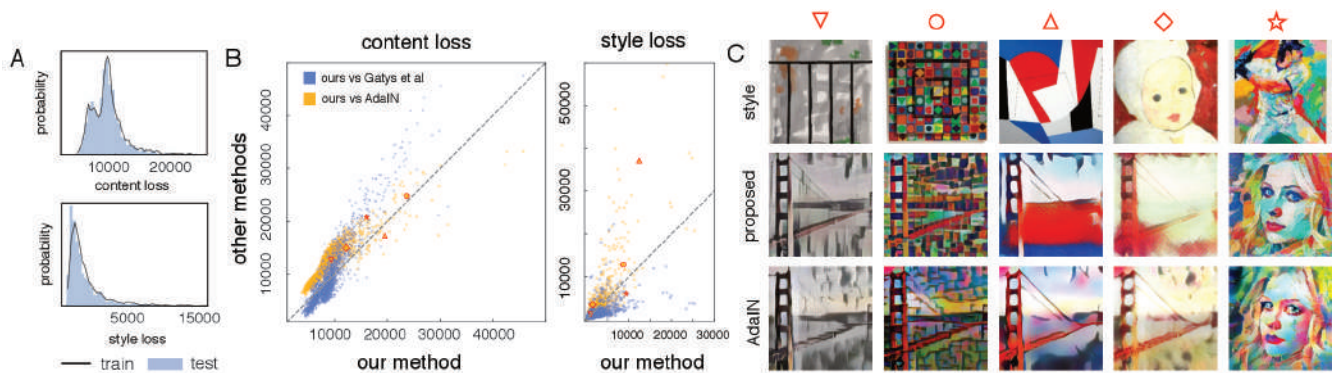 A
probability
10000 20000
content loss
probability
5000 15000
style loss
train test
B
content loss
ours vs Gatys et al
ours vs AdaIN
other methods
10000 20000 30000 40000
10000 20000 30000 40000
our method
style loss
10000 30000 50000
10000 20000 30000
our method
C
style
proposed
AdaIN